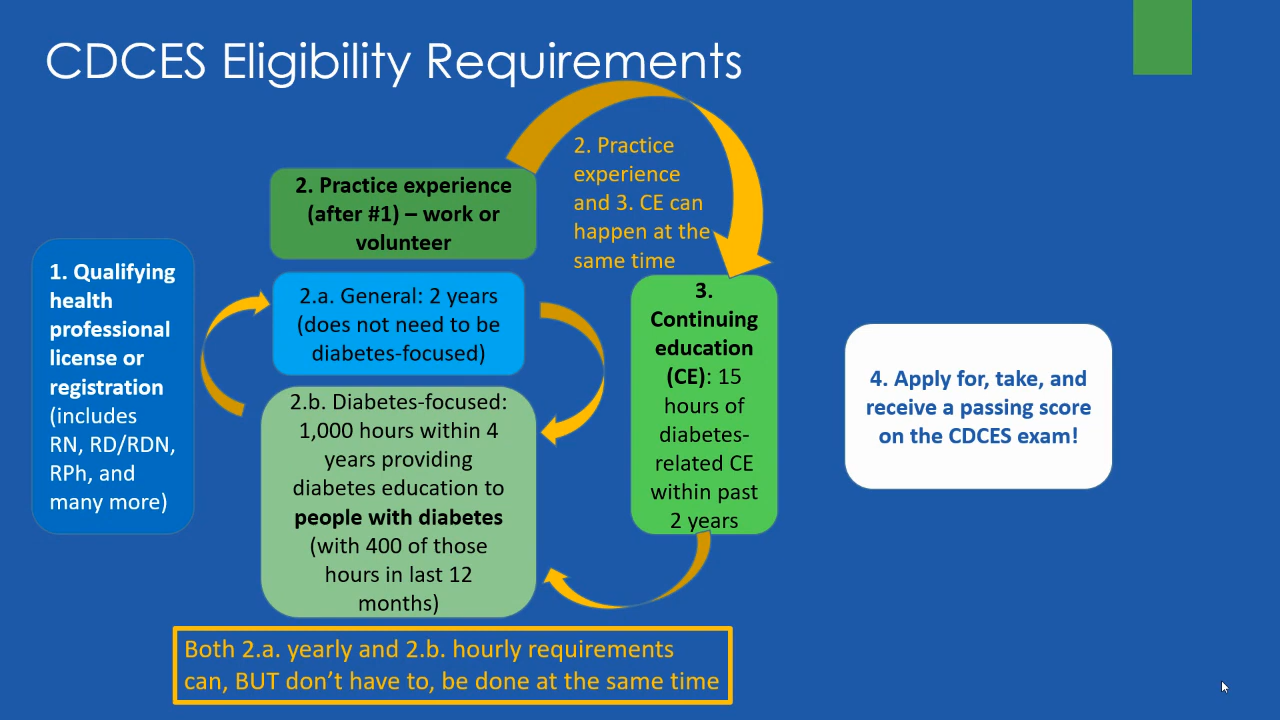 CDCES Eligibility Requirements
1. Qualifying
health
professional
license or
registration
(includes
RN, RD/RDN,
RPh, and
many more)
2. Practice experience
(after #1) – work or
volunteer
2.a. General: 2 years
(does not need to be
diabetes-focused)
2.b. Diabetes-focused:
1,000 hours within 4
years providing
diabetes education to
people with diabetes
(with 400 of those
hours in last 12
months)
2. Practice
experience
and 3. CE can
happen at the
same time
3.
Continuing
education
(CE): 15
hours of
diabetes-
related CE
within past
2 years
4. Apply for, take, and
receive a passing score
on the CDCES exam!
Both 2.a. yearly and 2.b. hourly requirements
can, BUT don’t have to, be done at the same time